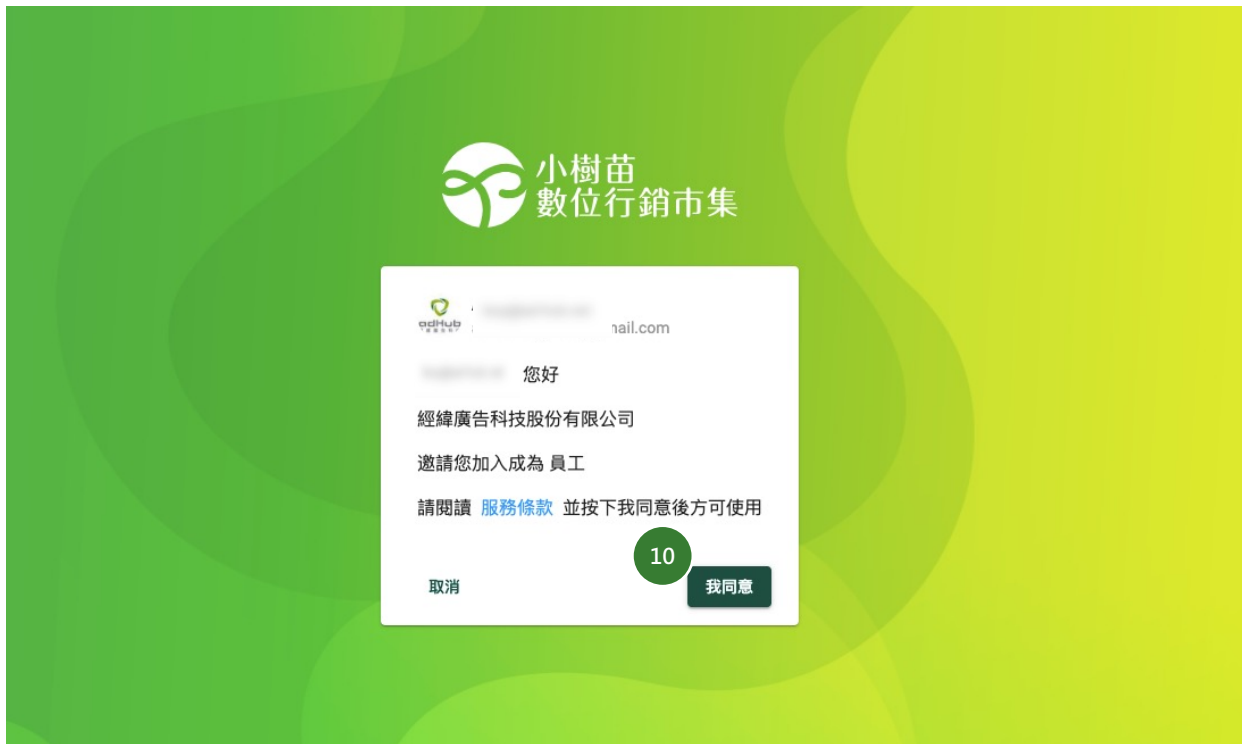 小樹苗
數位行銷市集
adHub
mail.com
您好
經緯廣告科技股份有限公司
邀請您加入成為 員工
請閱讀 服務條款 並按下我同意後方可使用
10
取消
我同意